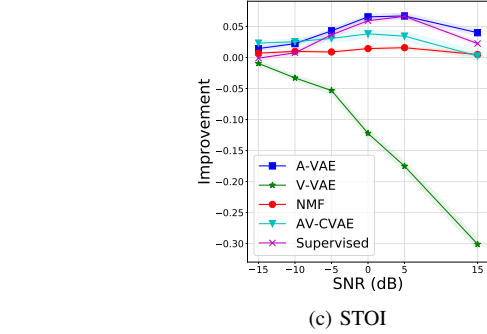 0.05
0.00
−0.05
−0.10
−0.15
−0.20
−0.25
−0.30
Improvement
A-VAE
V-VAE
NMF
AV-CVAE
Supervised
−15 −10 −5 0 5 15
SNR (dB)
(c) STOI